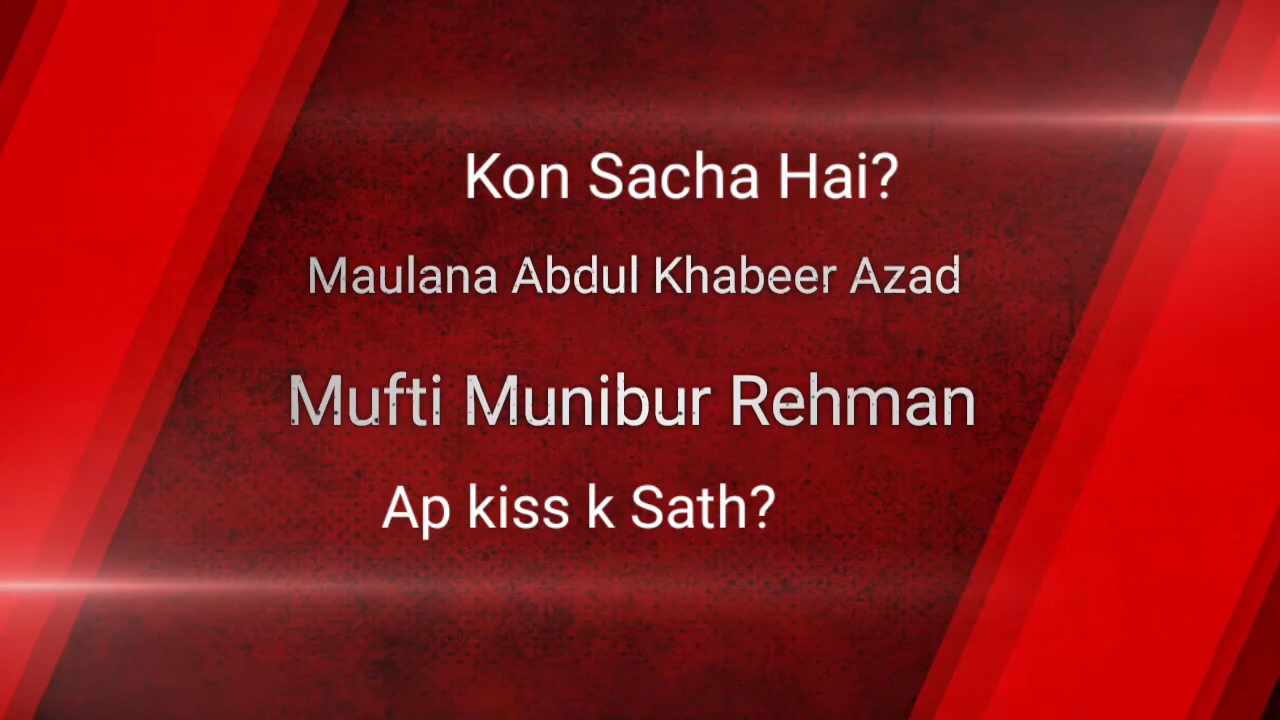 Kon Sacha Hai?
Maulana Abdul Khabeer Azad
Mufti Munibur Rehman
Ap kiss k Sath?